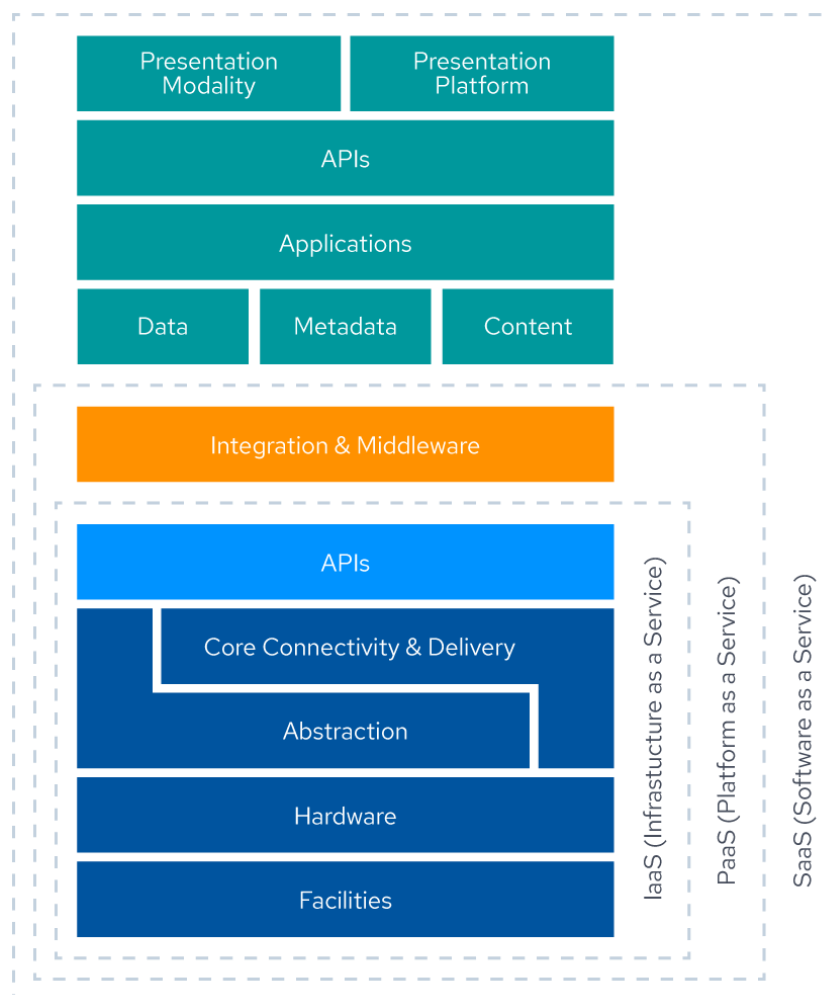 Presentation
Modality
Presentation
Platform
APIs
Applications
Data
Metadata
Content
Integration & Middleware
APIs
Core Connectivity & Delivery
Abstraction
Hardware
Facilities
IaaS (Infrastucture as a Service)
PaaS (Platform as a Service)
SaaS (Software as a Service)